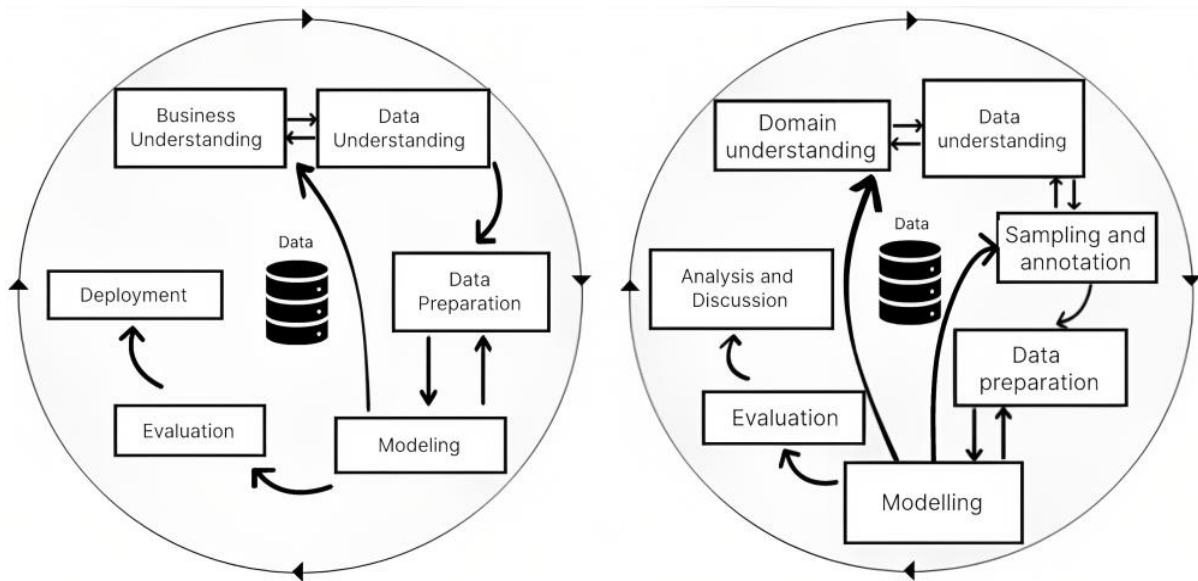 Business
Understanding
Data
Understanding
Data
Data
Preparation
Deployment
Evaluation
Modeling
Domain
understanding
Data
understanding
Data
Sampling and
annotation
Analysis and
Discussion
Data
preparation
Evaluation
Modelling